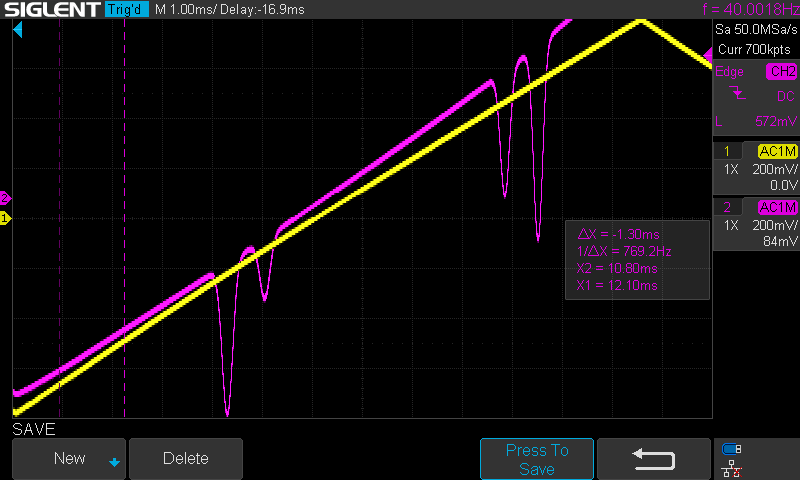 SIGLENT Trig'd M 1.00ms/ Delay:-16.9ms f = 40.0018Hz
Sa 50.0MSa/s
Curr 700kpts
Edge CH2
DC
L 572mV
1 AC1M
1X 200mV/
0.0V
2 AC1M
1X 200mV/
84mV
2
1
ΔX = -1.30ms
1/ΔX = 769.2Hz
X2 = 10.80ms
X1 = 12.10ms
SAVE
New
Delete
Press To
Save